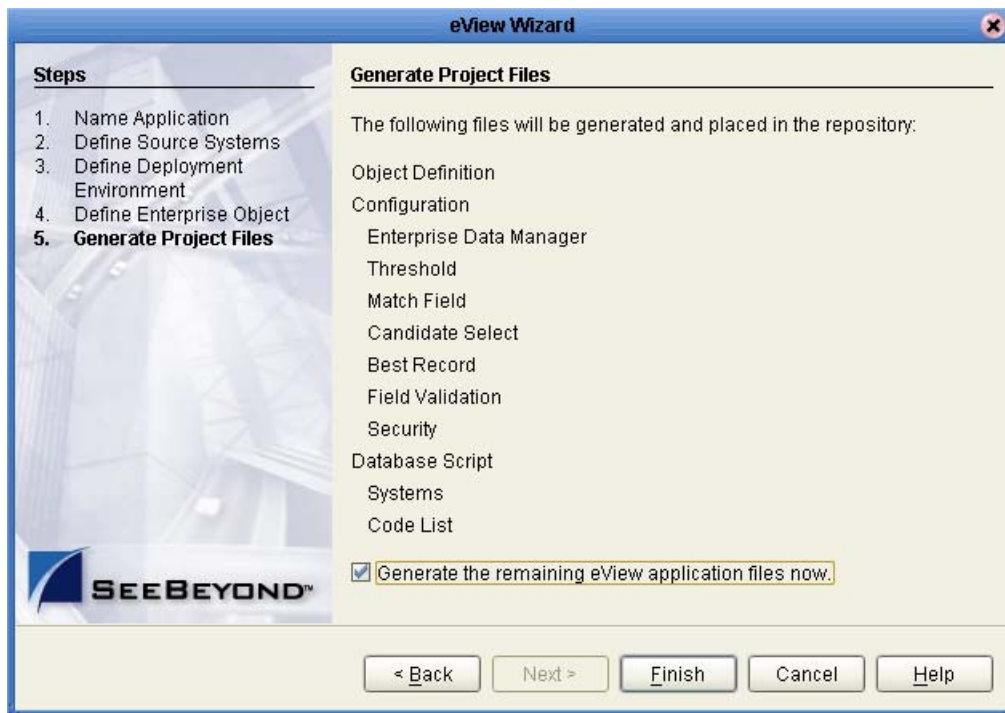 eView Wizard
Steps
1. Name Application
2. Define Source Systems
3. Define Deployment
Environment
4. Define Enterprise Object
5. Generate Project Files
SEEBEYOND™
Generate Project Files
The following files will be generated and placed in the repository:
Object Definition
Configuration
Enterprise Data Manager
Threshold
Match Field
Candidate Select
Best Record
Field Validation
Security
Database Script
Systems
Code List
Generate the remaining eView application files now.
< Back
Next >
Finish
Cancel
Help